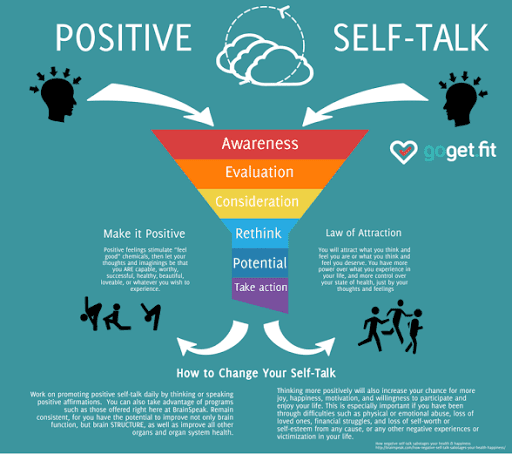 POSITIVE SELF-TALK
goget.fit
Awareness
Evaluation
Consideration
Rethink
Potential
Take action
Make it Positive
Positive feelings stimulate "feel
good" chemicals, then let your
thoughts and imaginings be that
you ARE capable, worthy,
successful, healthy, beautiful,
loveable, or whatever you wish to
experience.
Law of Attraction
You will attract what you think and
feel you are or what you think and
feel you deserve. You have more
power over what you experience in
your life, and more control over
your state of health, just by your
thoughts and feelings
How to Change Your Self-Talk
Work on promoting positive self-talk daily by thinking or speaking
positive affirmations. You can also take advantage of programs
such as those offered right here at BrainSpeak. Remain
consistent, for you have the potential to improve not only brain
function, but brain STRUCTURE, as well as improve all other
organs and organ system health.
Thinking more positively will also increase your chance for more
joy, happiness, motivation, and willingness to participate and
enjoy your life. This is especially important if you have been
through difficulties such as physical or emotional abuse, loss of
loved ones, financial struggles, and loss of self-worth or
self-esteem from any cause, or any other negative experiences or
victimization in your life.
How negative self-talk sabotages your health & happiness